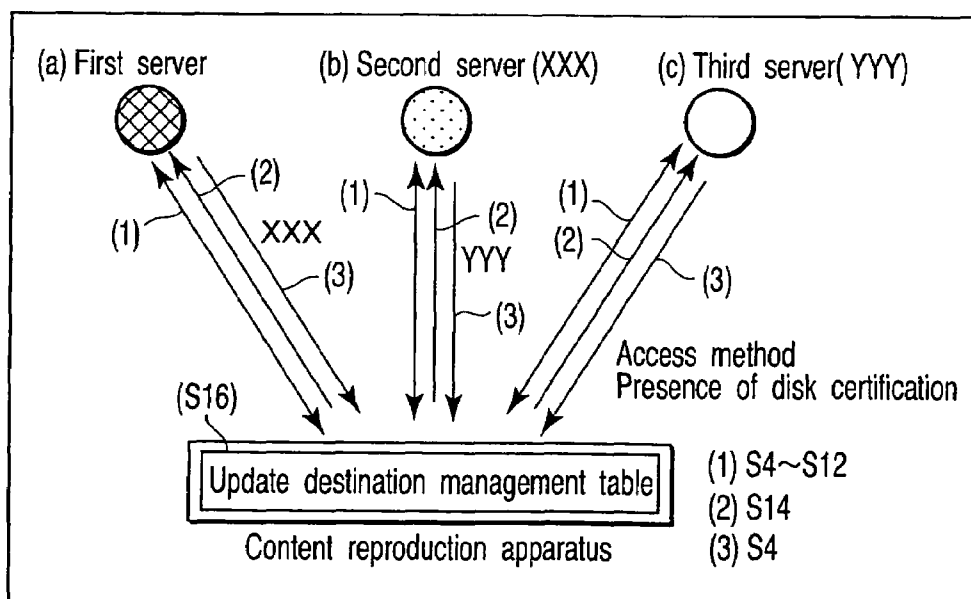 (a) First server
(b) Second server (XXX)
(c) Third server( YYY)
(1)
(2)
XXX
(3)
(1)
(2)
YYY
(3)
(1)
(2)
(3)
Access method
Presence of disk certification
(S16)
Update destination management table
Content reproduction apparatus
(1) S4~S12
(2) S14
(3) S4